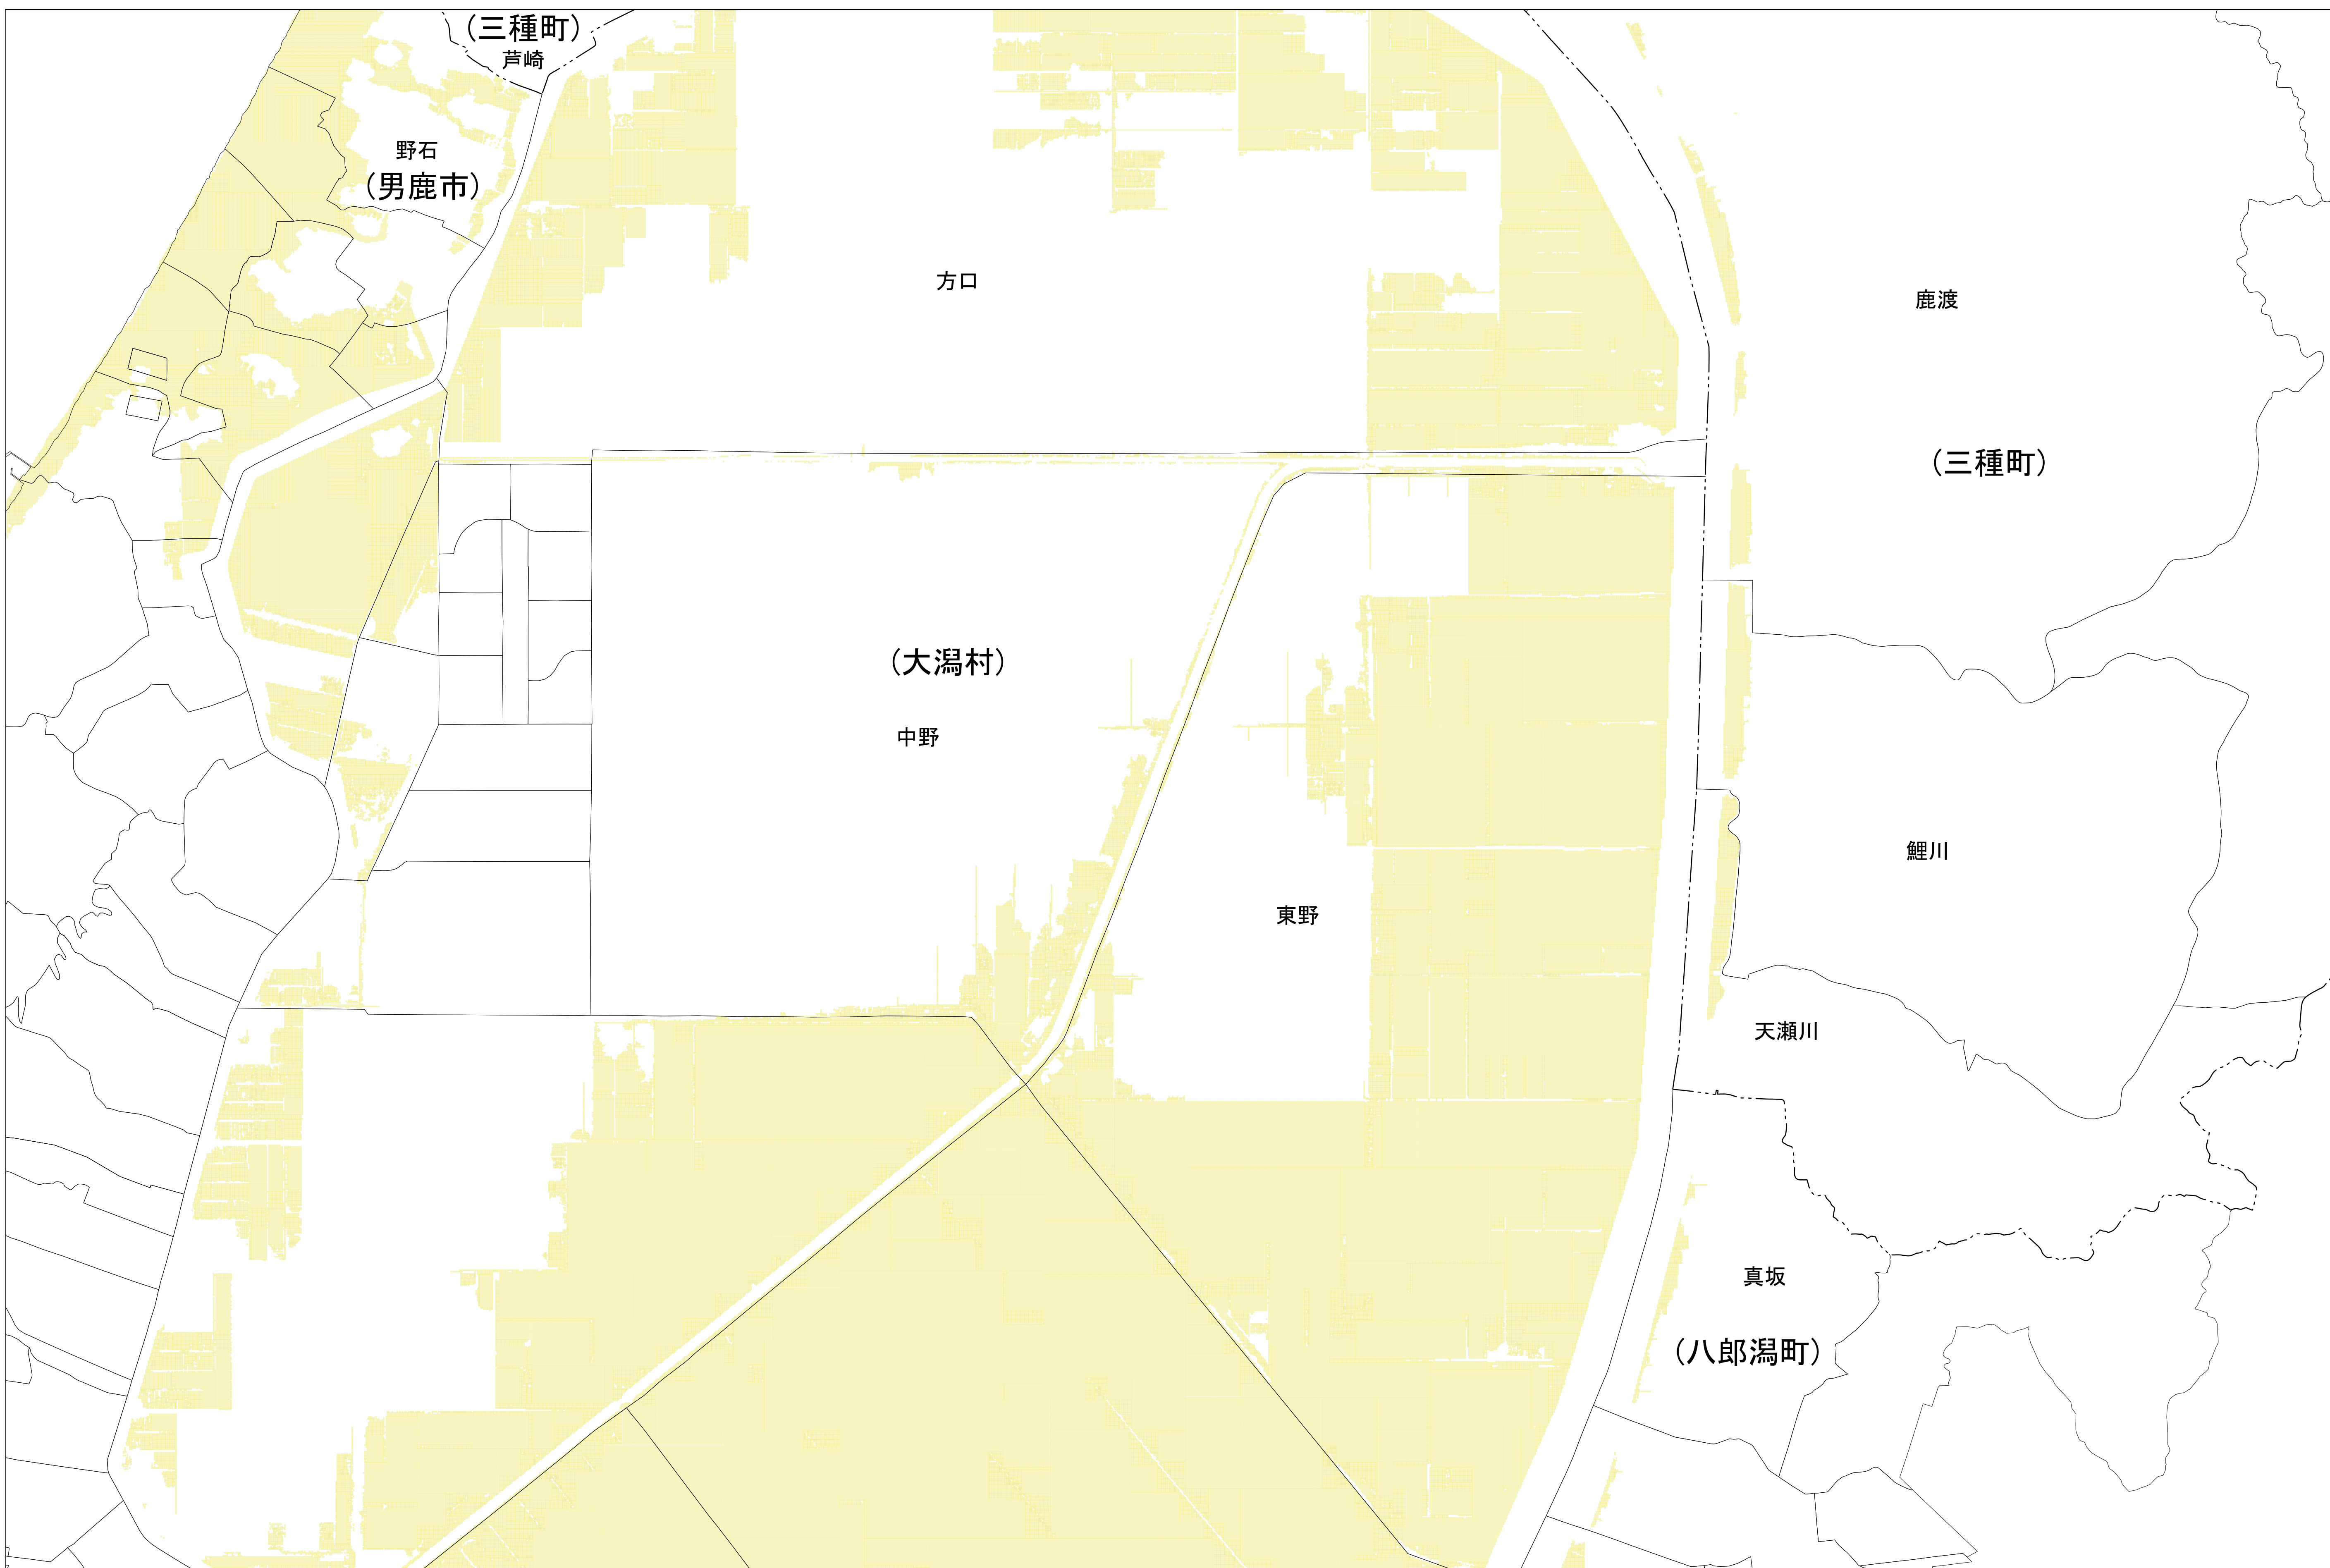 （三種町）
芦崎
野石
（男鹿市）
方口
鹿渡
（三種町）
（大潟村）
中野
鯉川
東野
天瀬川
真坂
（八郎潟町）